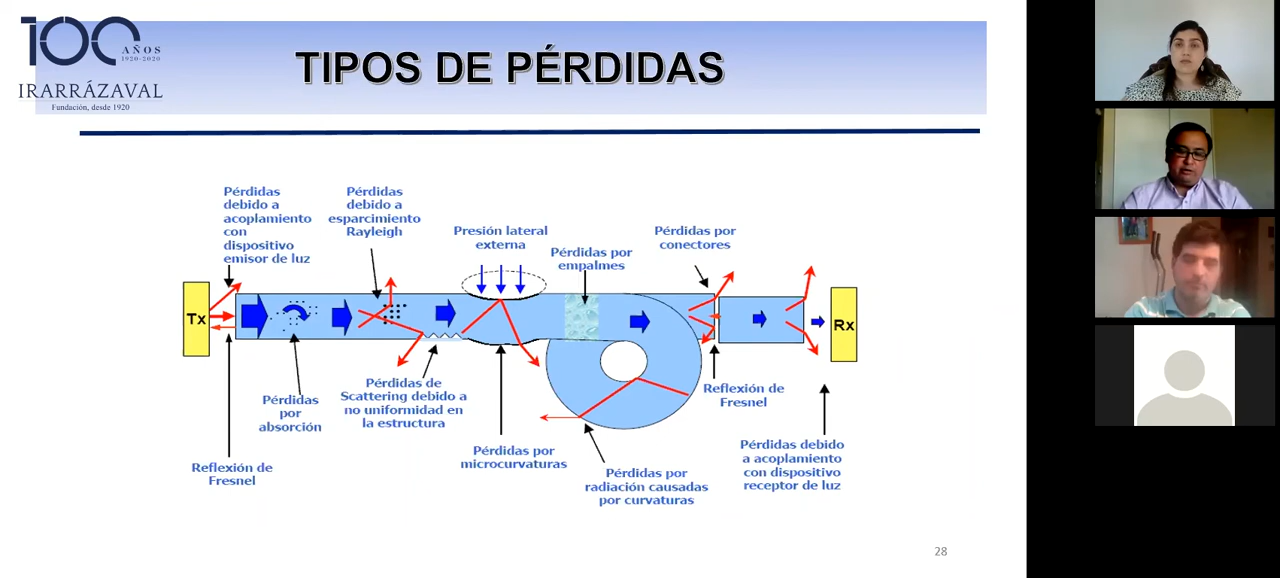 100
AÑOS
1920-2020
IRARRÁZAVAL
Fundación, desde 1920
TIPOS DE PÉRDIDAS
Pérdidas
debido a
acoplamiento
con
dispositivo
emisor de luz
Pérdidas
debido a
esparcimiento
Rayleigh
Presión lateral
externa
Pérdidas por
empalmes
Pérdidas por
conectores
Tx
Rx
Pérdidas
por
absorción
Reflexión de
Fresnel
Pérdidas de
Scattering debido a
no uniformidad en
la estructura
Pérdidas por
microcurvaturas
Pérdidas por
radiación causadas
por curvaturas
Reflexión de
Fresnel
Pérdidas debido
a acoplamiento
con dispositivo
receptor de luz
28